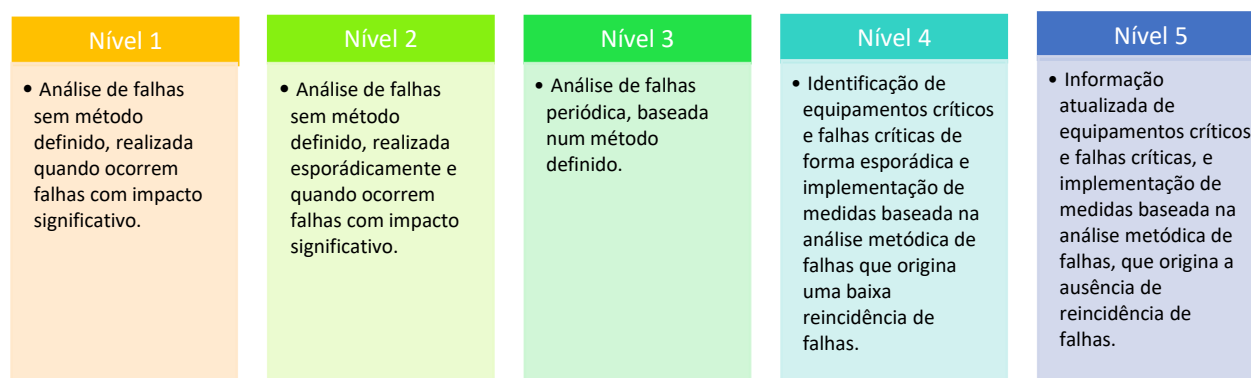 Nível 1
• Análise de falhas
sem método
definido, realizada
quando ocorrem
falhas com impacto
significativo.
Nível 2
• Análise de falhas
sem método
definido, realizada
esporádicamente e
quando ocorrem
falhas com impacto
significativo.
Nível 3
• Análise de falhas
periódica, baseada
num método
definido.
Nível 4
• Identificação de
equipamentos críticos
e falhas críticas de
forma esporádica e
implementação de
medidas baseada na
análise metódica de
falhas que origina
uma baixa
reincidência de
falhas.
Nível 5
• Informação
atualizada de
equipamentos críticos
e falhas críticas, e
implementação de
medidas baseada na
análise metódica de
falhas, que origina a
ausência de
reincidência de
falhas.